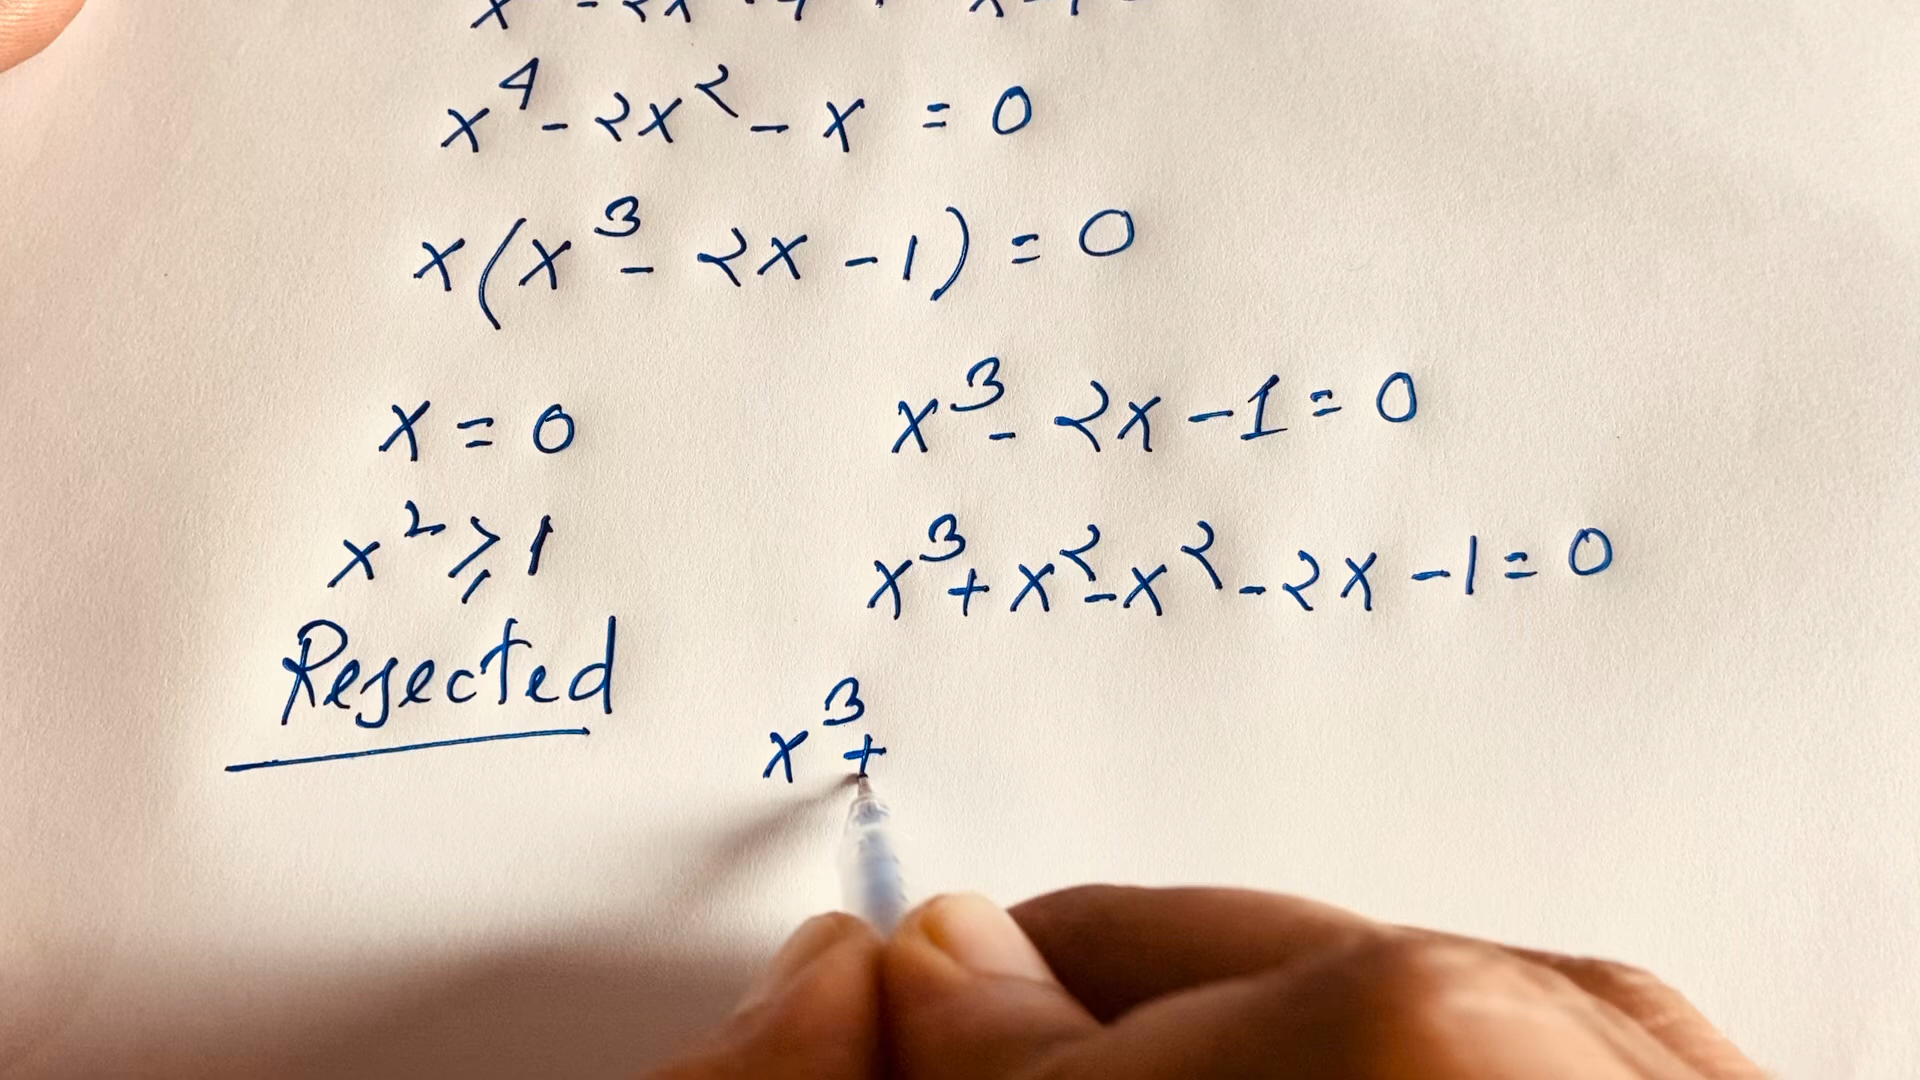 x⁴ - 2x² - x = 0
x(x³ - 2x - 1) = 0
x = 0
x² ⩾ 1
Rejected
x³ - 2x - 1 = 0
x³ + x² - x² - 2x - 1 = 0
x³ +